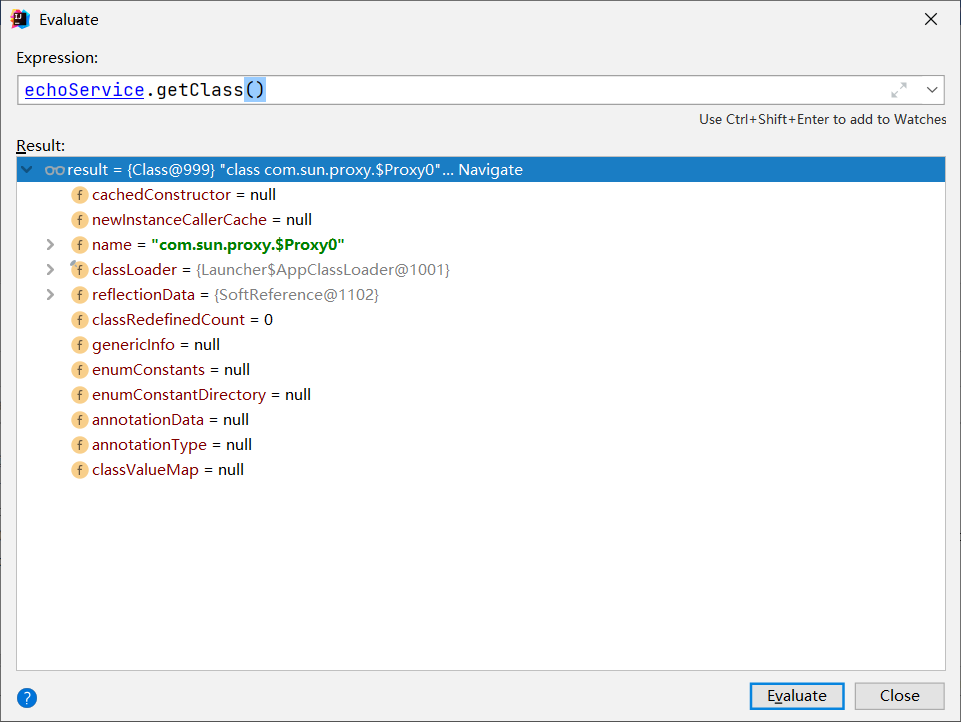 Evaluate
Expression:
echoService.getClass()
Use Ctrl+Shift+Enter to add to Watches
Result:
result = {Class@999} "class com.sun.proxy.$Proxy0"... Navigate
f cachedConstructor = null
f newInstanceCallerCache = null
f name = "com.sun.proxy.$Proxy0"
f classLoader = {Launcher$AppClassLoader@1001}
f reflectionData = {SoftReference@1102}
f classRedefinedCount = 0
f genericInfo = null
f enumConstants = null
f enumConstantDirectory = null
f annotationData = null
f annotationType = null
f classValueMap = null
? Evaluate Close